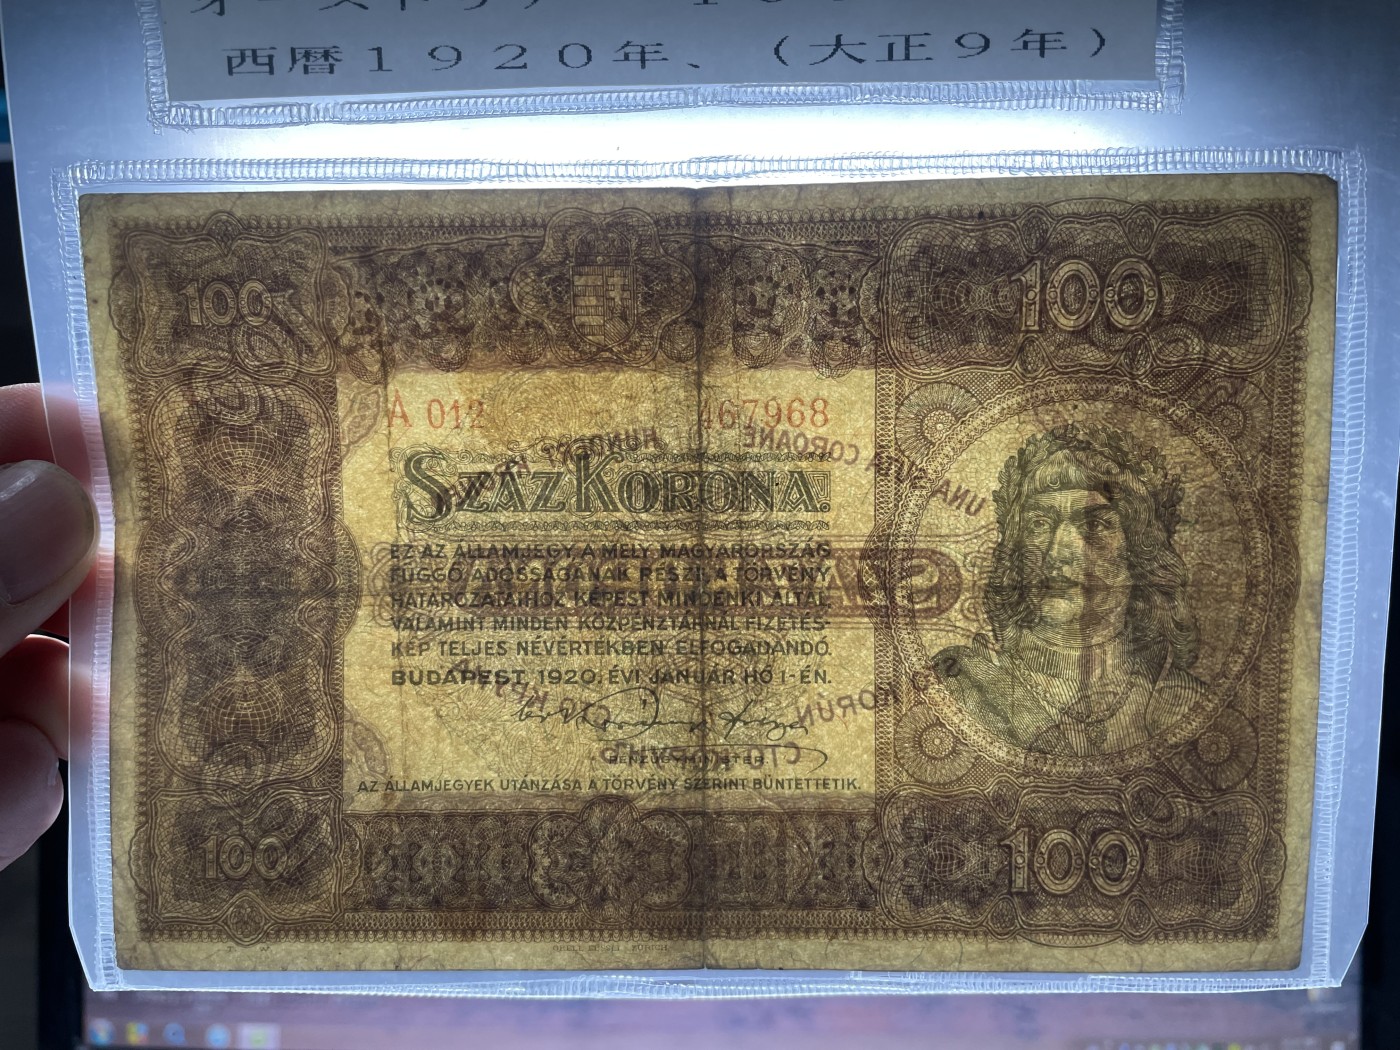 西暦１９２０年、（大正９年）
100
100
A 012
467968
SZÁZ KORONA.
EZ AZ ÁLLAMJEGY, A MELY MAGYARORSZÁG
FÜGGŐ ADÓSSÁGÁNAK RÉSZE, A TÖRVÉNY
HATÁROZATAIHOZ KÉPEST MINDENKI ÁLTAL,
VALAMINT MINDEN KÖZPÉNZTÁRNÁL FIZETÉS-
KÉP TELJES NÉVÉRTÉKBEN ELFOGADANDÓ.
BUDAPEST, 1920. ÉVI JANUÁR HÓ 1-ÉN.
PÉNZÜGYMINISTER.
AZ ÁLLAMJEGYEK UTÁNZÁSA A TÖRVÉNY SZERINT BÜNTETTETIK.
100
100